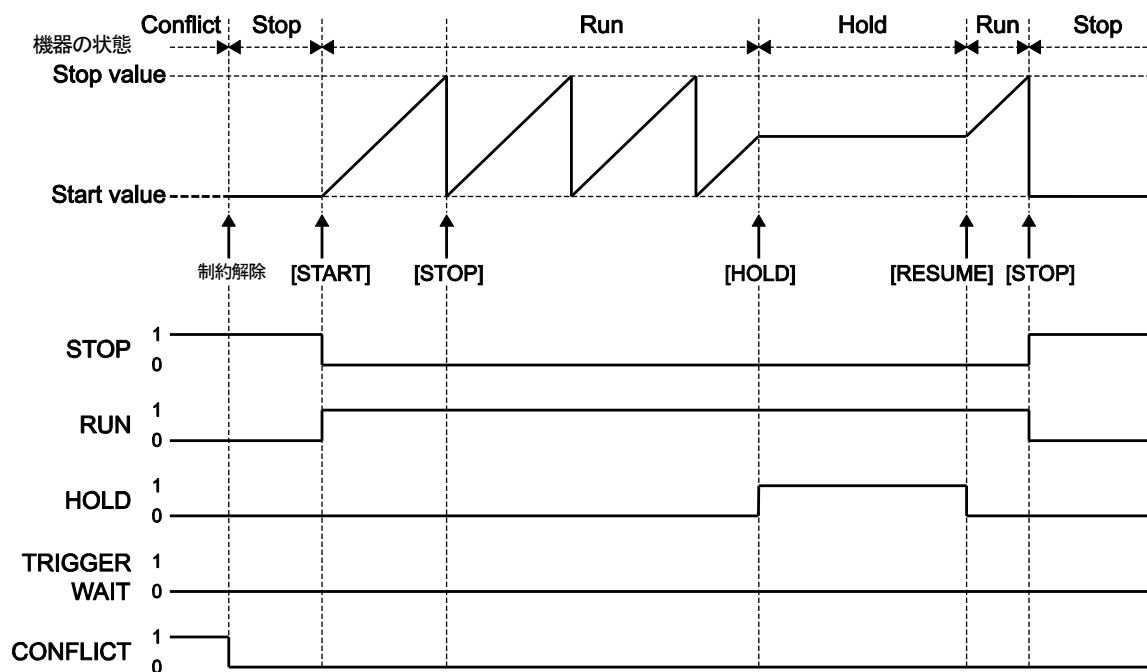 Conflict Stop Run Hold Run Stop
機器の状態
Stop value
Start value
制約解除 [START] [STOP] [HOLD] [RESUME] [STOP]
STOP 1
0
RUN 1
0
HOLD 1
0
TRIGGER 1
WAIT 0
CONFLICT 1
0